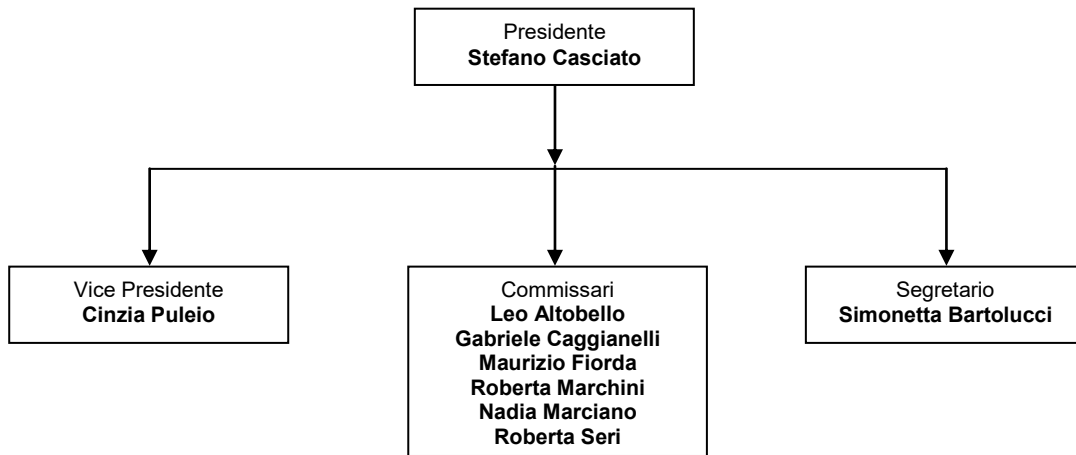 Presidente
Stefano Casciato
Vice Presidente
Cinzia Puleio
Commissari
Leo Altobello
Gabriele Caggianelli
Maurizio Fiorda
Roberta Marchini
Nadia Marciano
Roberta Seri
Segretario
Simonetta Bartolucci